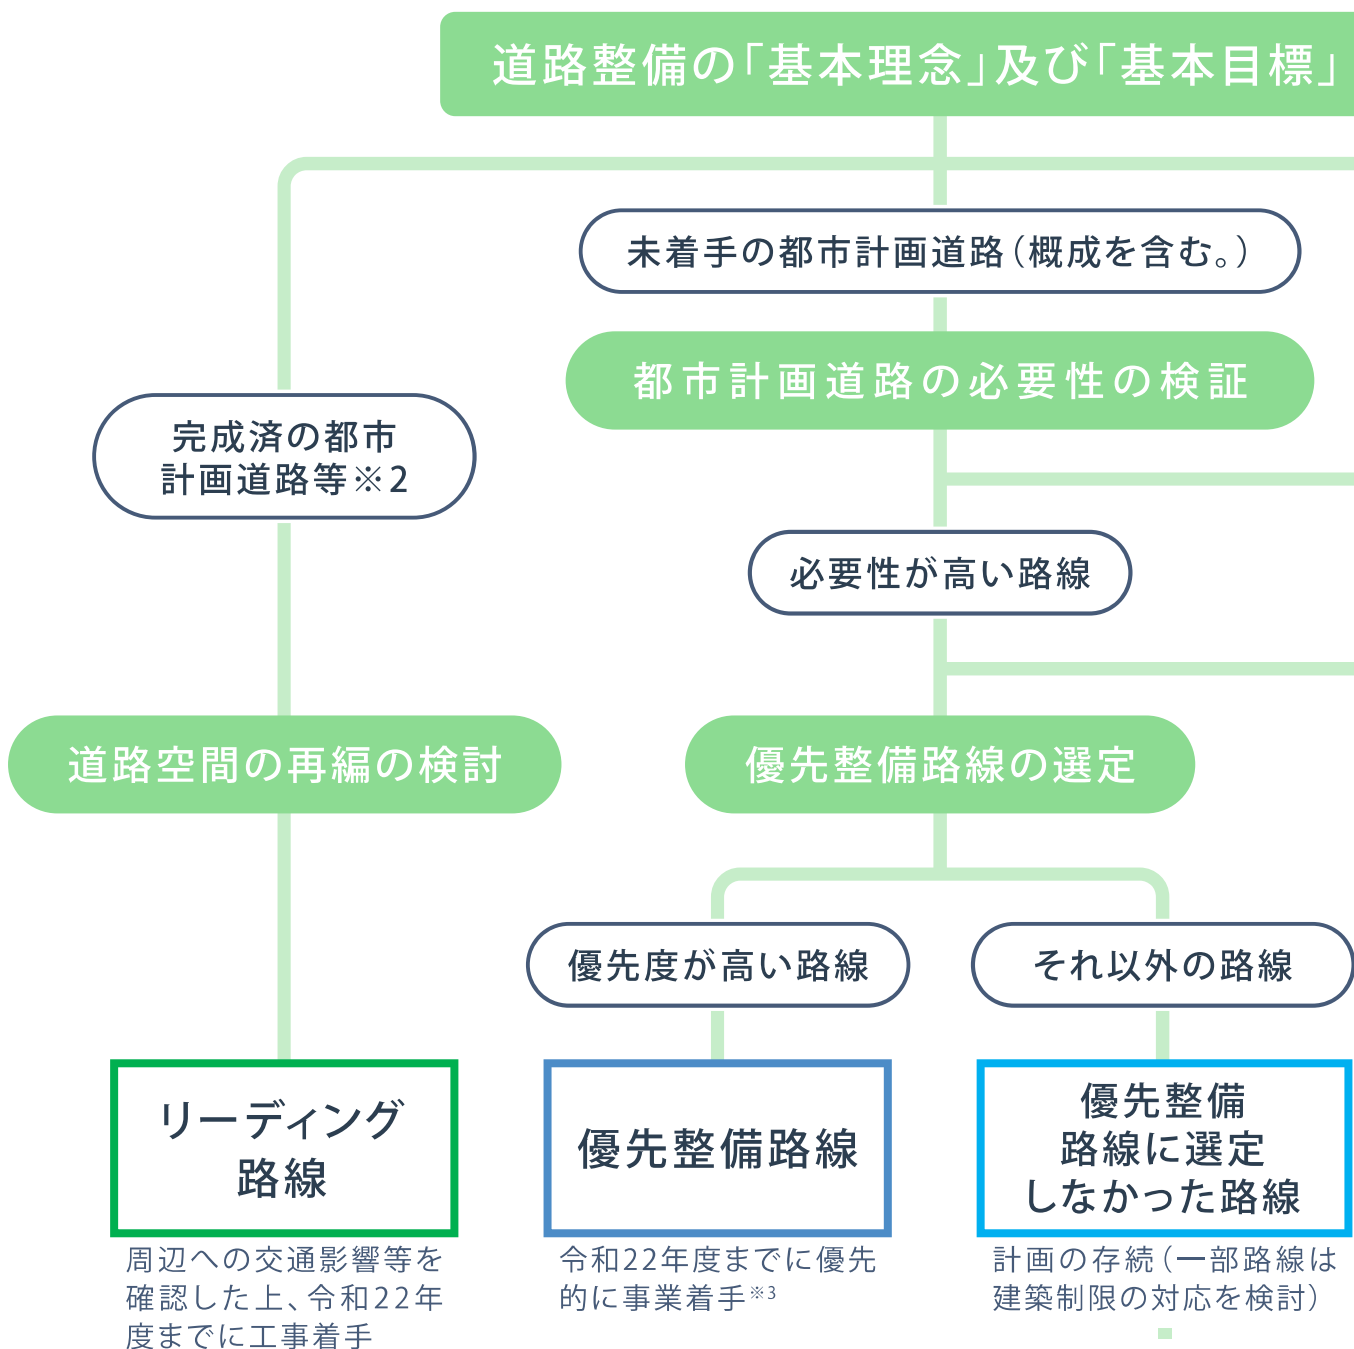 道路整備の「基本理念」及び「基本目標」
未着手の都市計画道路（概成を含む。）
都市計画道路の必要性の検証
完成済の都市
計画道路等※2
必要性が高い路線
道路空間の再編の検討
優先整備路線の選定
優先度が高い路線
それ以外の路線
リーディング
路線
周辺への交通影響等を
確認した上、令和22年
度までに工事着手
優先整備路線
令和22年度までに優先
的に事業着手※3
優先整備
路線に選定
しなかった路線
計画の存続（一部路線は
建築制限の対応を検討）